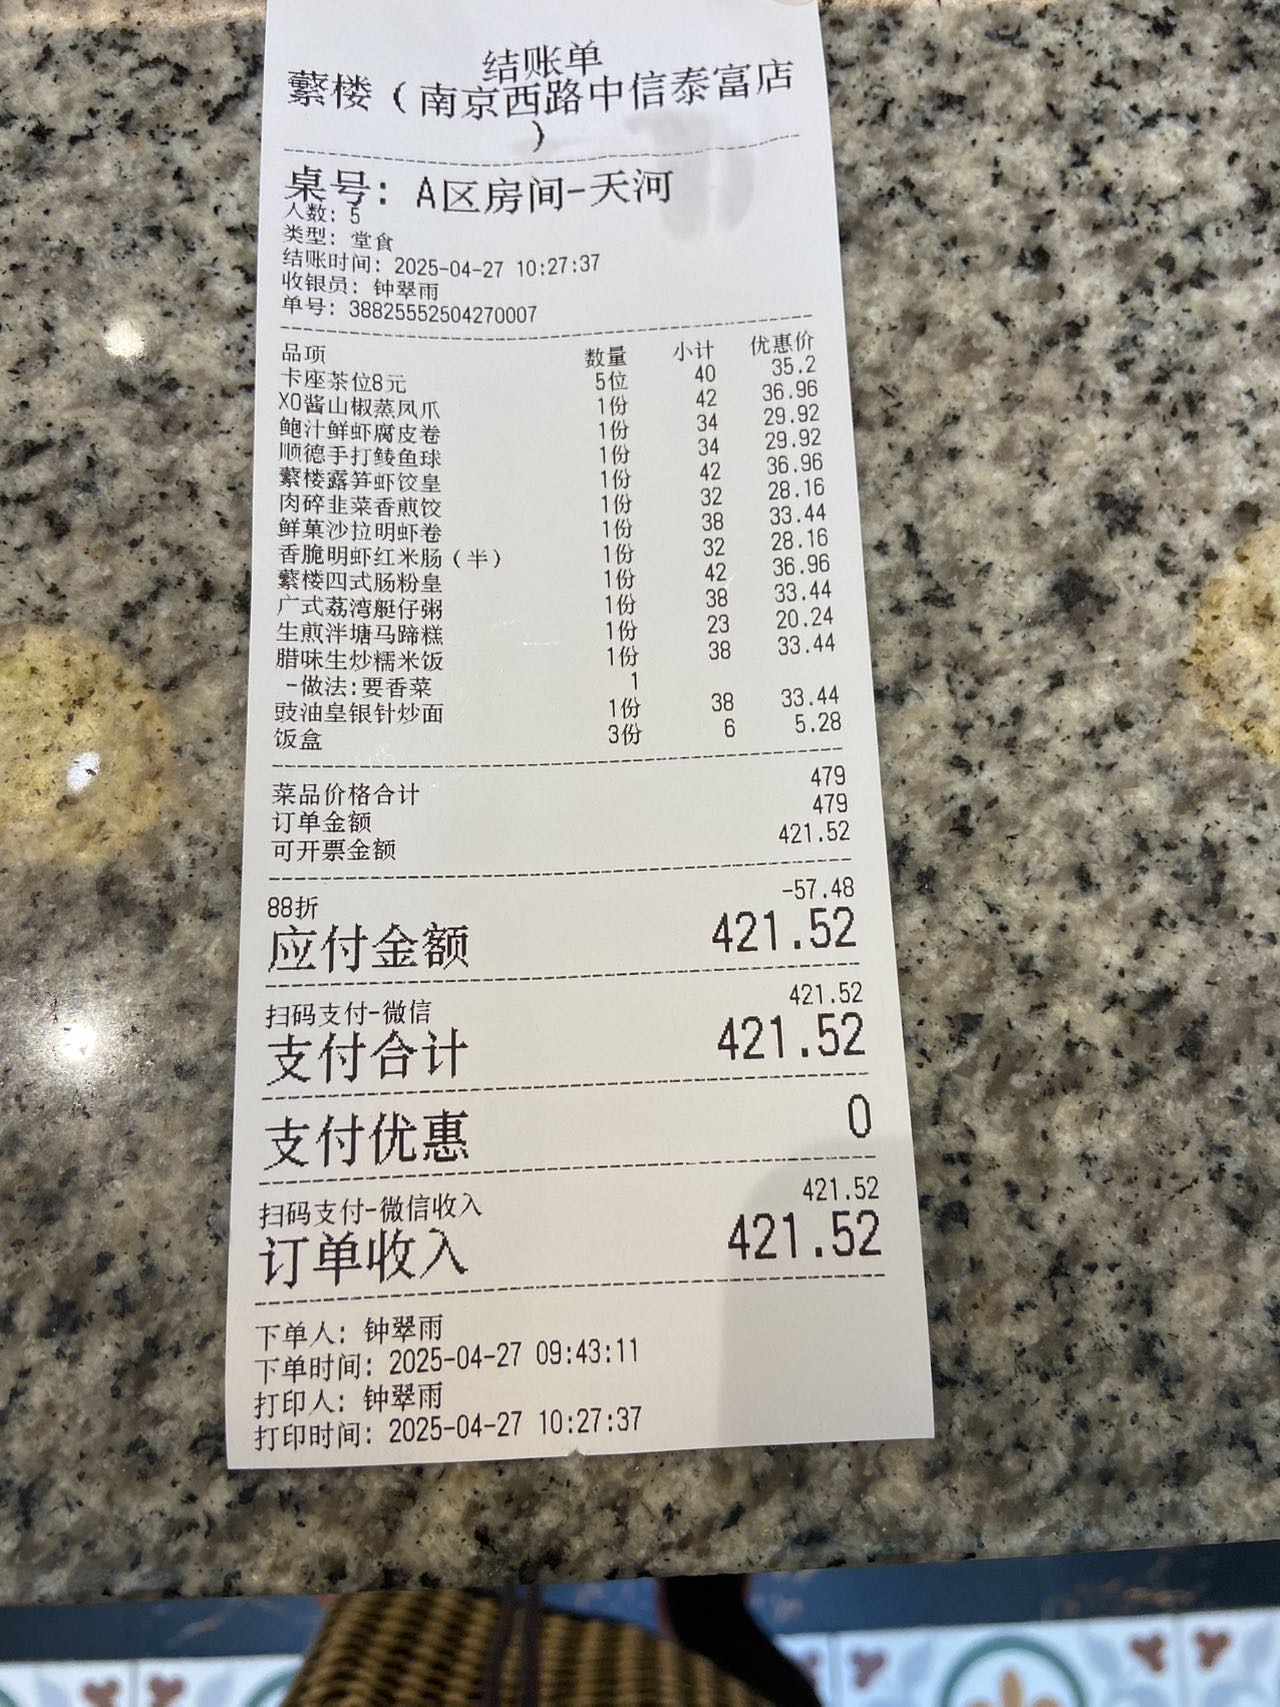 结账单
蘩楼（南京西路中信泰富店
）
桌号: A区房间-天河
人数: 5
类型: 堂食
结账时间: 2025-04-27 10:27:37
收银员: 钟翠雨
单号: 38825552504270007
品项 数量 小计 优惠价
卡座茶位8元 5位 40 35.2
XO酱山椒蒸凤爪 1份 42 36.96
鲍汁鲜虾腐皮卷 1份 34 29.92
顺德手打鲮鱼球 1份 34 29.92
蘩楼露笋虾饺皇 1份 42 36.96
肉碎韭菜香煎饺 1份 32 28.16
鲜菓沙拉明虾卷 1份 38 33.44
香脆明虾红米肠（半） 1份 32 28.16
蘩楼四式肠粉皇 1份 42 36.96
广式荔湾艇仔粥 1份 38 33.44
生煎泮塘马蹄糕 1份 23 20.24
腊味生炒糯米饭 1份 38 33.44
-做法:要香菜 1
豉油皇银针炒面 1份 38 33.44
饭盒 3份 6 5.28
菜品价格合计 479
订单金额 479
可开票金额 421.52
88折 -57.48
应付金额 421.52
扫码支付-微信 421.52
支付合计 421.52
支付优惠 0
扫码支付-微信收入 421.52
订单收入 421.52
下单人: 钟翠雨
下单时间: 2025-04-27 09:43:11
打印人: 钟翠雨
打印时间: 2025-04-27 10:27:37